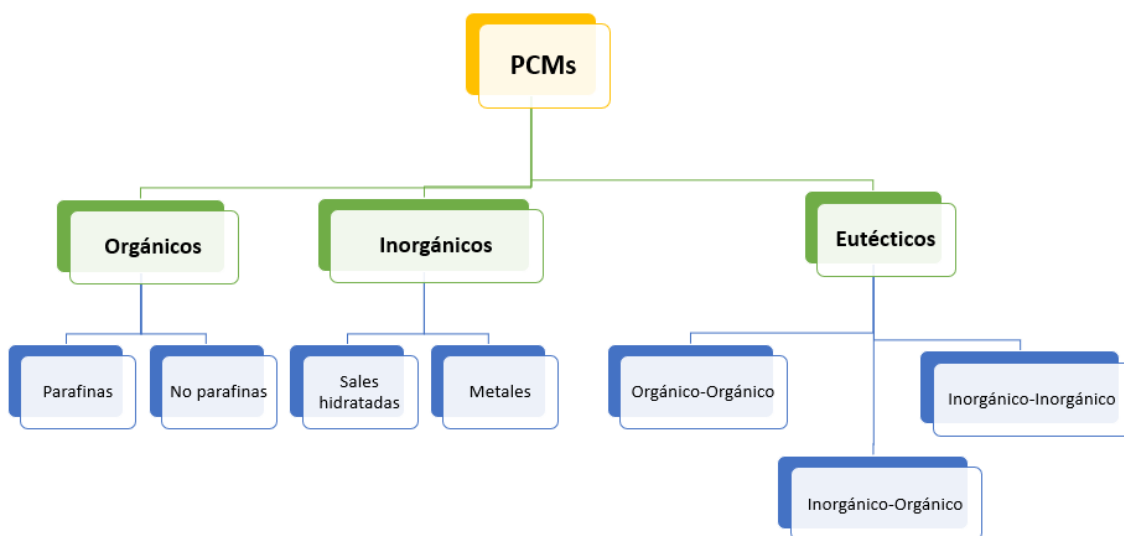 PCMs
Orgánicos
Inorgánicos
Eutécticos
Parafinas
No parafinas
Sales
hidratadas
Metales
Orgánico-Orgánico
Inorgánico-Inorgánico
Inorgánico-Orgánico